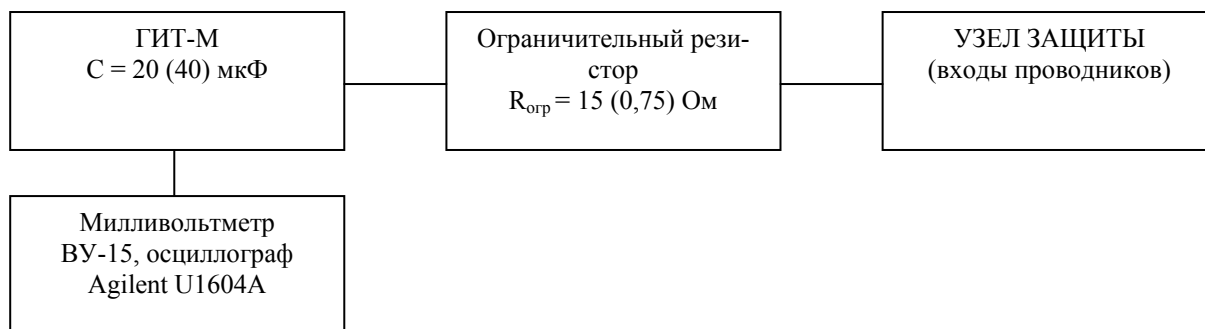 ГИТ-М
С = 20 (40) мкФ
Ограничительный рези-
стор
Rогр = 15 (0,75) Ом
УЗЕЛ ЗАЩИТЫ
(входы проводников)
Милливольтметр
ВУ-15, осциллограф
Agilent U1604A